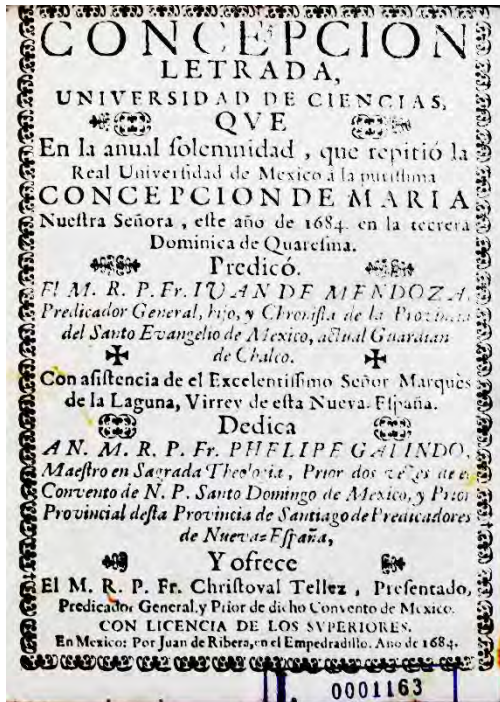 CONCEPCION
LETRADA,
UNIVERSIDAD DE CIENCIAS,
QVE
En la anual ſolemnidad , que repitió la
Real Univerſidad de Mexico á la puriſſima
CONCEPCION DE MARIA
Nueſtra Señora , eſte año de 1684. en la tercera
Dominica de Quareſma.
Predicó.
El M. R. P. Fr. IVAN DE MENDOZA,
Predicador General, hijo, y Chroniſta de la Provincia
del Santo Evangelio de Mexico, actual Guardian
de Chalco.
Con aſiſtencia de el Excelentiſſimo Señor Marquès
de la Laguna, Virrey de eſta Nueva. Eſpaña.
Dedica
A N. M. R. P. Fr. PHELIPE GALINDO,
Maeſtro en Sagrada Theologia , Prior dos vezes de el
Convento de N. P. Santo Domingo de Mexico, y Prior
Provincial deſta Provincia de Santiago de Predicadores
de Nueva-Eſpaña,
Y ofrece
El M. R. P. Fr. Chriſtoval Tellez , Preſentado,
Predicador General, y Prior de dicho Convento de Mexico.
CON LICENCIA DE LOS SVPERIORES.
En Mexico: Por Juan de Ribera, en el Empedradillo. Año de 1684.
0001163